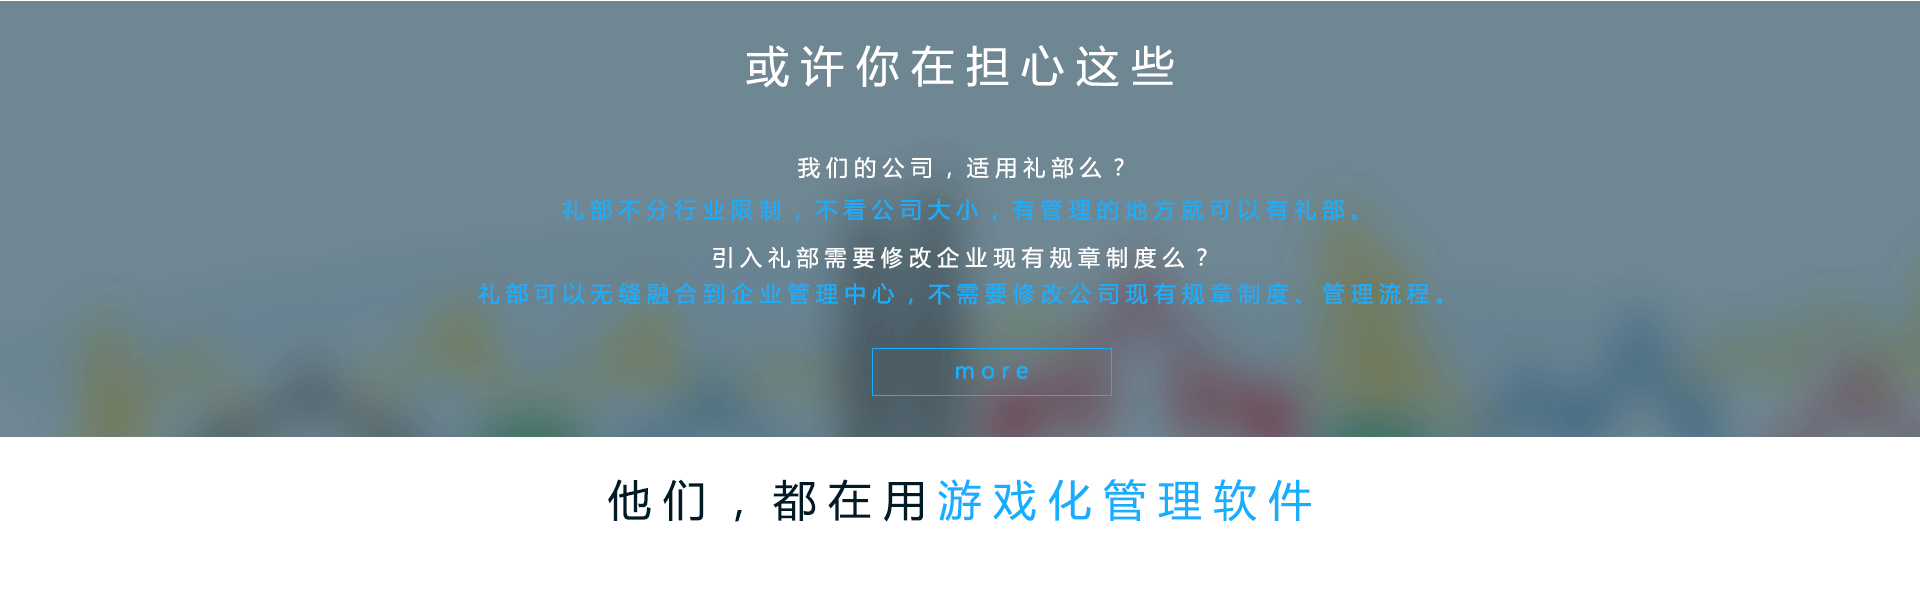 或许你在担心这些
我们的公司，适用礼部么？
礼部不分行业限制，不看公司大小，有管理的地方就可以有礼部。
引入礼部需要修改企业现有规章制度么？
礼部可以无缝融合到企业管理中心，不需要修改公司现有规章制度、管理流程。
more
他们，都在用游戏化管理软件